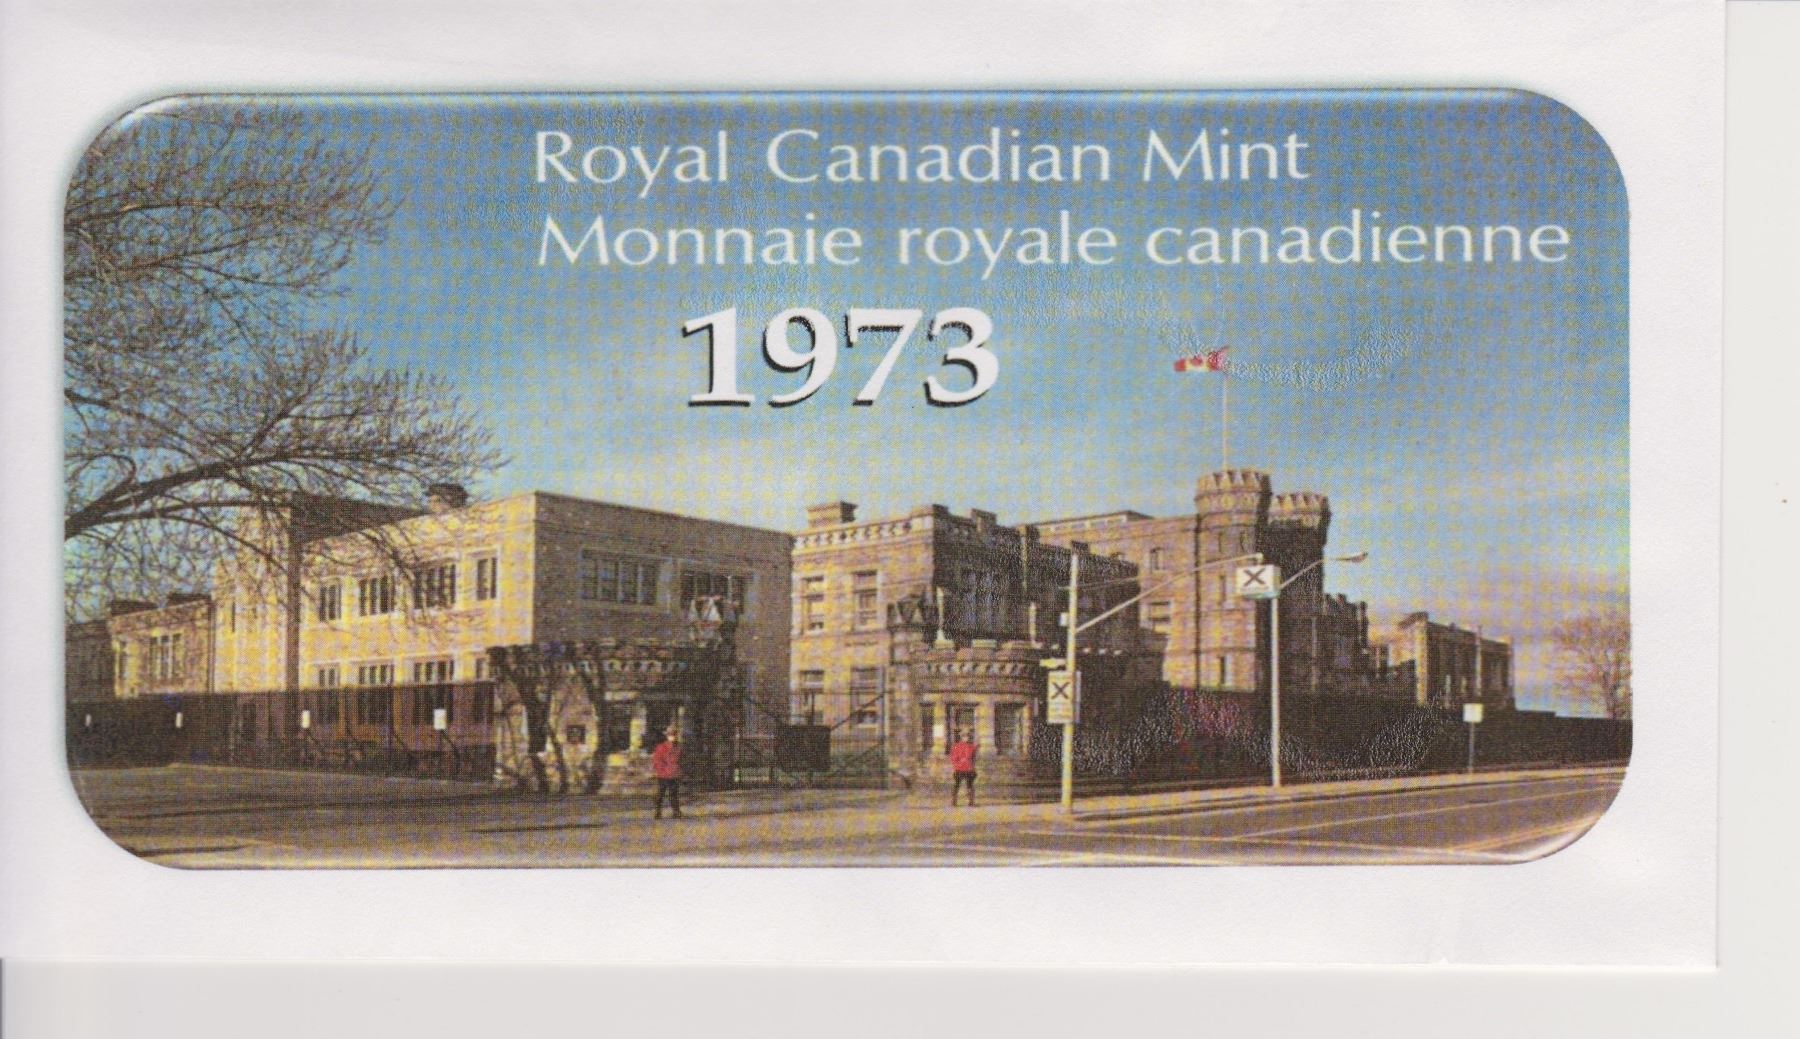 Royal Canadian Mint
Monnaie royale canadienne
1973
X
X